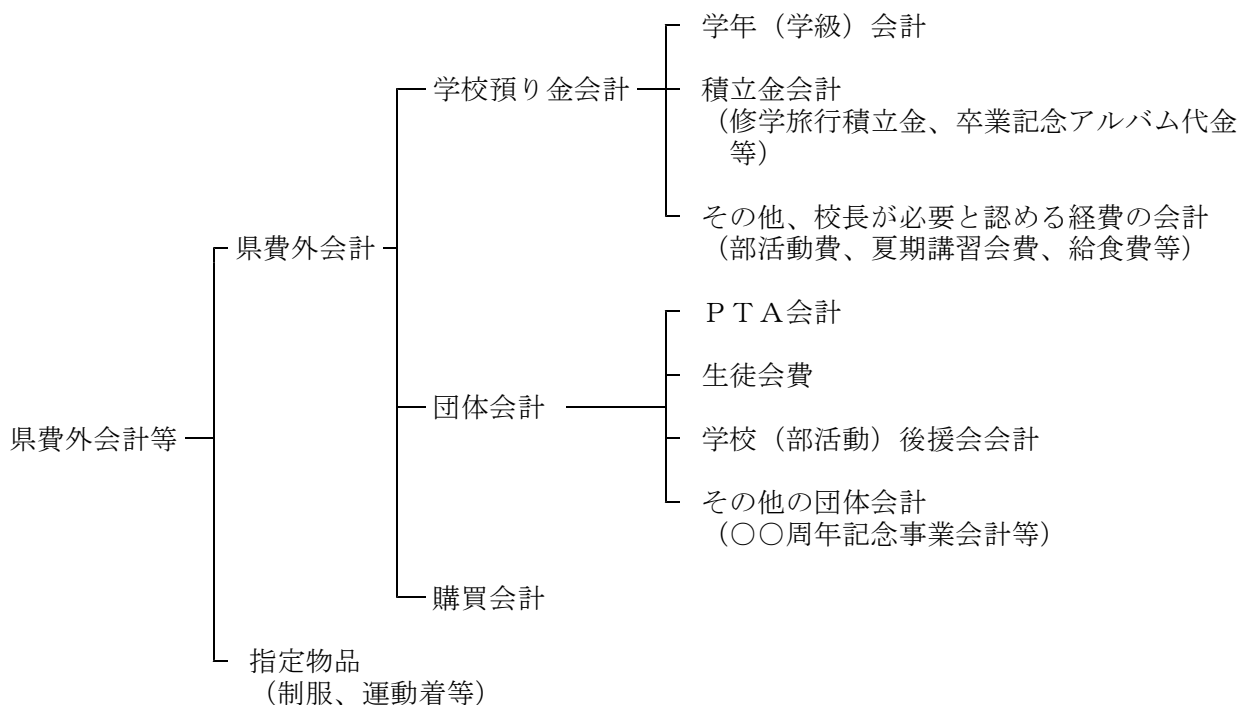 学年（学級）会計
学校預り金会計
積立金会計
（修学旅行積立金、卒業記念アルバム代金
等）
その他、校長が必要と認める経費の会計
（部活動費、夏期講習会費、給食費等）
県費外会計
ＰＴＡ会計
生徒会費
団体会計
県費外会計等
学校（部活動）後援会会計
その他の団体会計
（○○周年記念事業会計等）
購買会計
指定物品
（制服、運動着等）